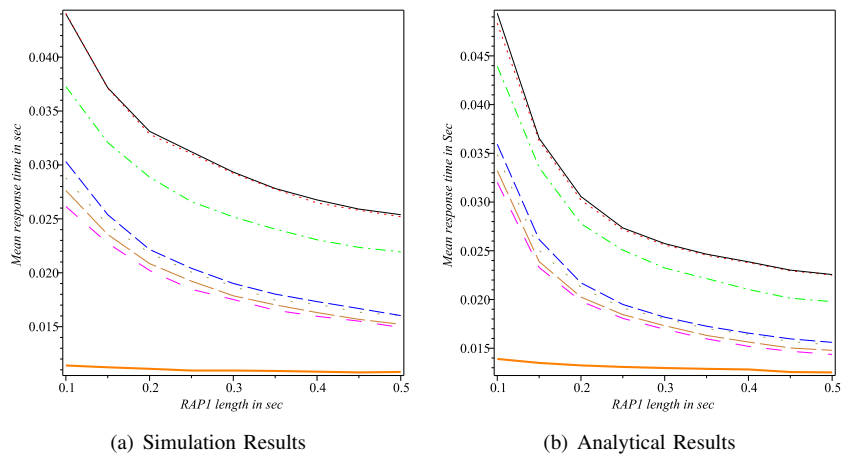 0.040
0.035
0.030
0.025
0.020
0.015
Mean response time in sec
0.1 0.2 0.3 0.4 0.5
RAP1 length in sec
(a) Simulation Results
0.045
0.040
0.035
0.030
0.025
0.020
0.015
Mean response time in Sec
0.1 0.2 0.3 0.4 0.5
RAP1 length in sec
(b) Analytical Results